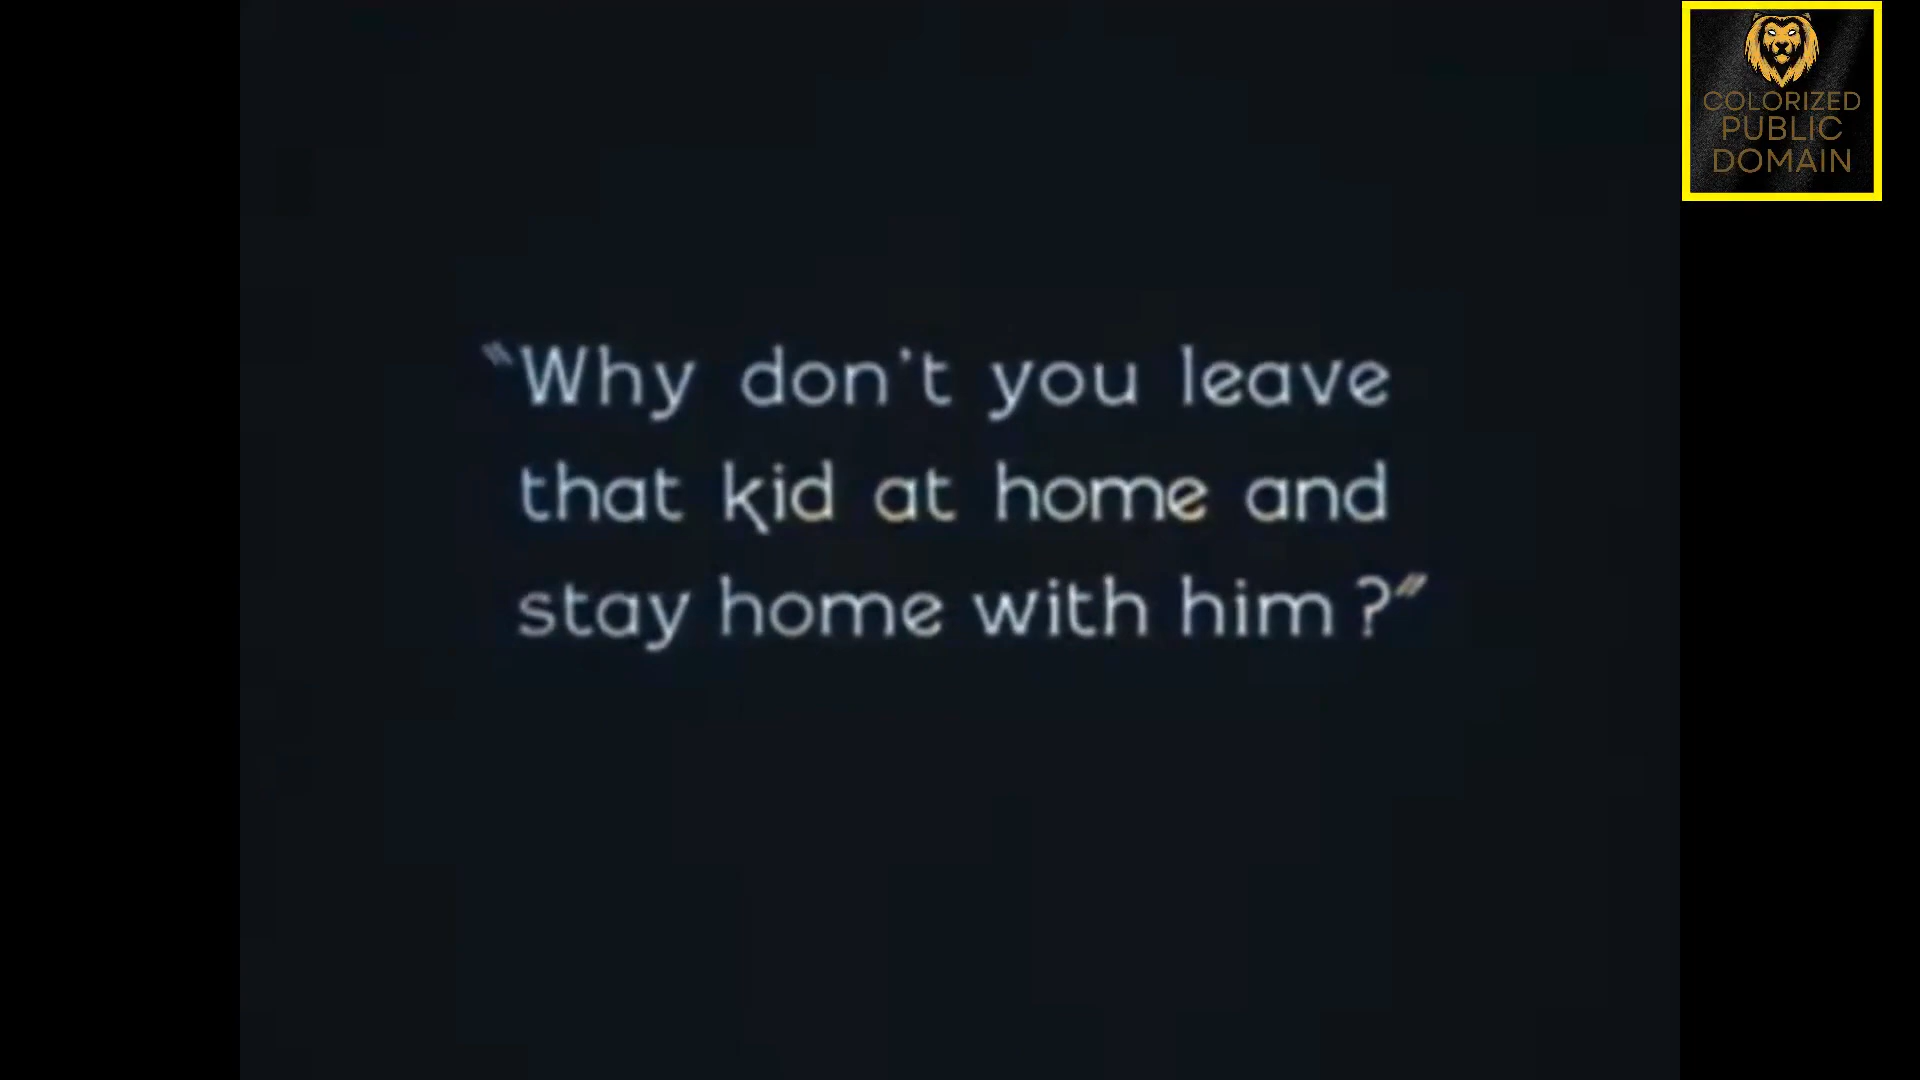 COLORIZED
PUBLIC
DOMAIN
"Why don't you leave
that kid at home and
stay home with him?"